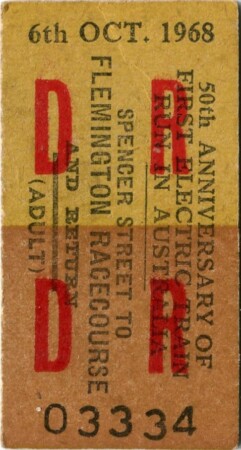 6th OCT. 1968
50th ANNIVERSARY OF
FIRST ELECTRIC TRAIN
RUN IN AUSTRALIA
SPENCER STREET TO
FLEMINGTON RACECOURSE
AND RETURN
(ADULT)
D
D
03334